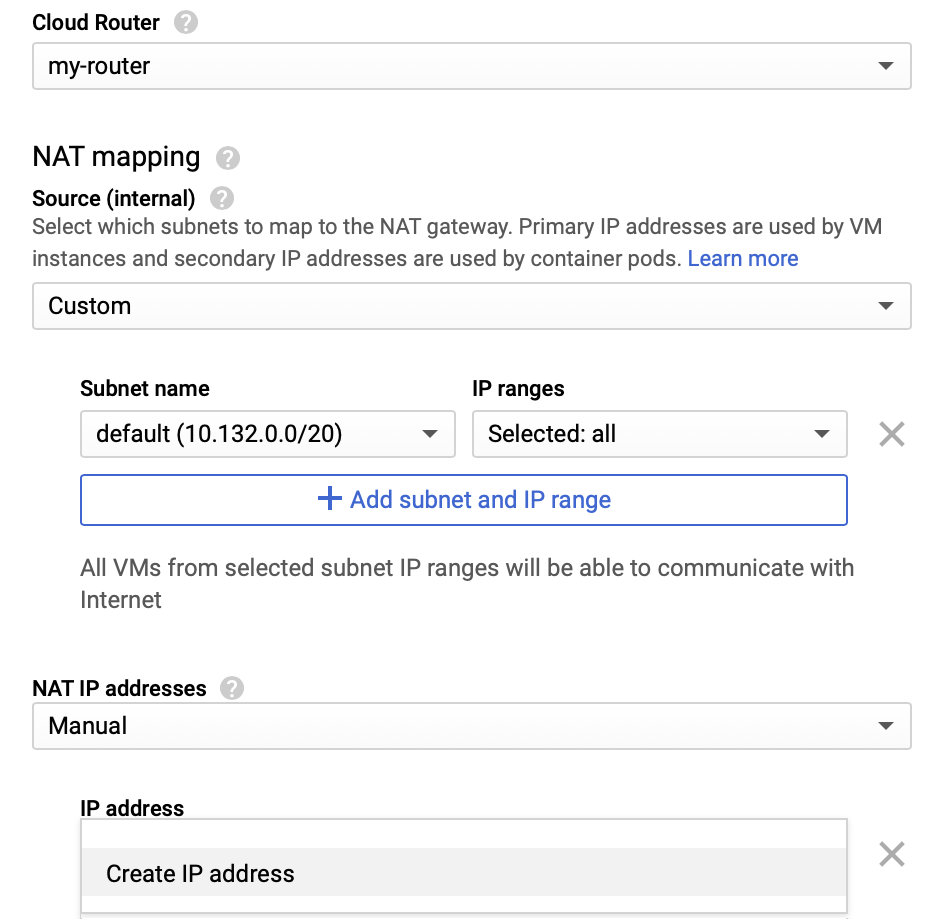 Cloud Router ?
my-router
NAT mapping ?
Source (internal) ?
Select which subnets to map to the NAT gateway. Primary IP addresses are used by VM
instances and secondary IP addresses are used by container pods. Learn more
Custom
Subnet name IP ranges
default (10.132.0.0/20) Selected: all
+ Add subnet and IP range
All VMs from selected subnet IP ranges will be able to communicate with
Internet
NAT IP addresses ?
Manual
IP address
Create IP address